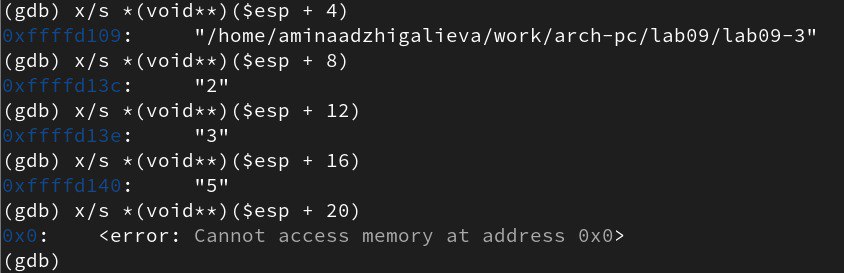 (gdb) x/s *(void**)($esp + 4)
0xffffd109:     "/home/aminaadzhigalieva/work/arch-pc/lab09/lab09-3"
(gdb) x/s *(void**)($esp + 8)
0xffffd13c:     "2"
(gdb) x/s *(void**)($esp + 12)
0xffffd13e:     "3"
(gdb) x/s *(void**)($esp + 16)
0xffffd140:     "5"
(gdb) x/s *(void**)($esp + 20)
0x0:    <error: Cannot access memory at address 0x0>
(gdb)